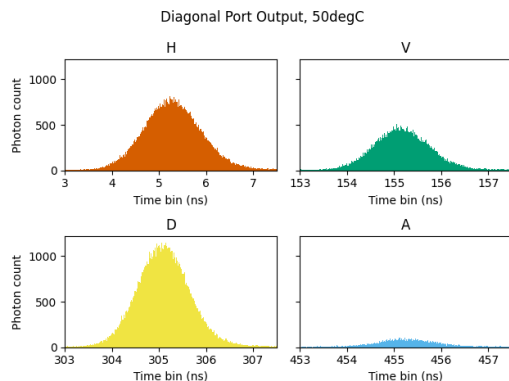 Diagonal Port Output, 50degC
H
V
Photon count
1000
500
0
3 4 5 6 7
153 154 155 156 157
Time bin (ns)
Time bin (ns)
D
A
Photon count
1000
500
0
303 304 305 306 307
453 454 455 456 457
Time bin (ns)
Time bin (ns)